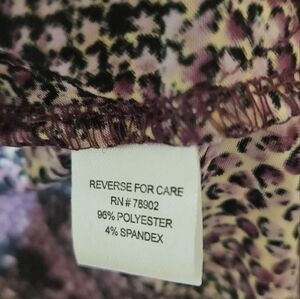 REVERSE FOR CARE
RN # 78902
96% POLYESTER
4% SPANDEX